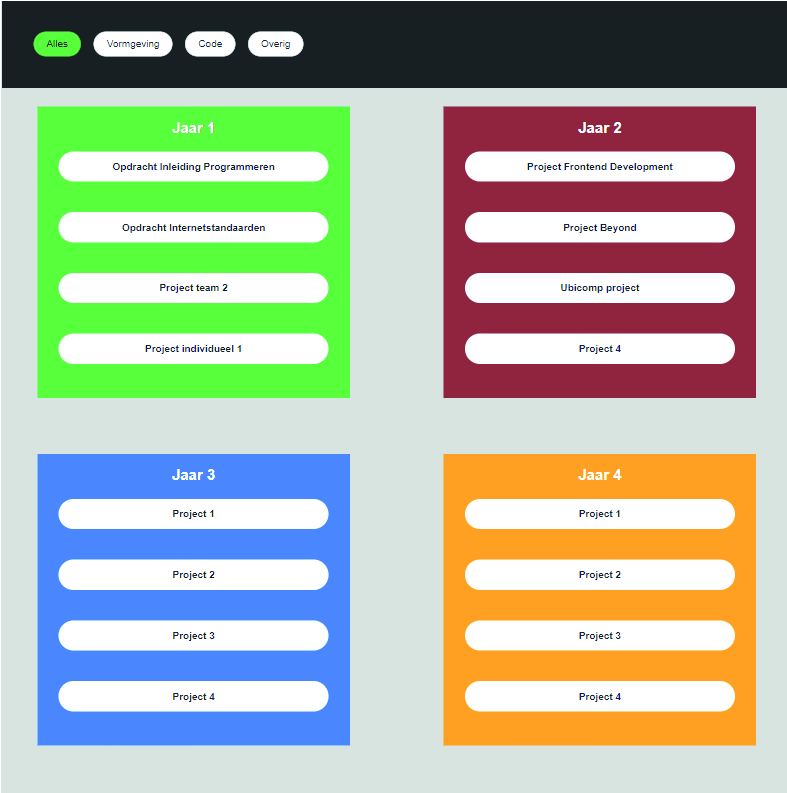 Alles
Vormgeving
Code
Overig
Jaar 1
Opdracht Inleiding Programmeren
Opdracht Internetstandaarden
Project team 2
Project individueel 1
Jaar 2
Project Frontend Development
Project Beyond
Ubicomp project
Project 4
Jaar 3
Project 1
Project 2
Project 3
Project 4
Jaar 4
Project 1
Project 2
Project 3
Project 4